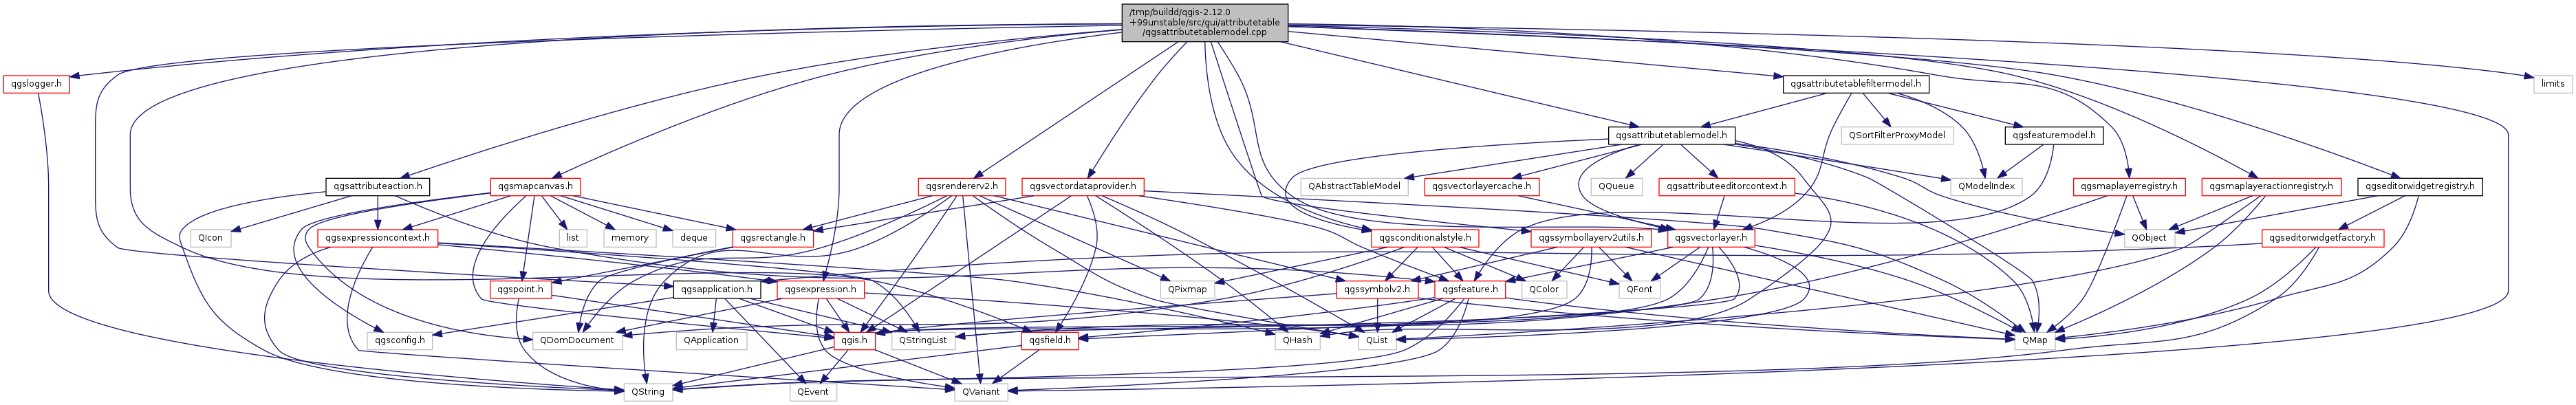 /tmp/buildd/qgis-2.12.0
+99unstable/src/gui/attributetable
/qgsattributetablemodel.cpp
qgslogger.h
qgsattributetablefiltermodel.h
limits
qgsattributetablemodel.h
QSortFilterProxyModel
qgsfeaturemodel.h
qgsattributeaction.h
qgsmapcanvas.h
qgsrendererv2.h
qgsvectordataprovider.h
QAbstractTableModel
qgsvectorlayercache.h
QQueue
qgsattributeeditorcontext.h
QModelIndex
qgsmaplayerregistry.h
qgsmaplayeractionregistry.h
qgseditorwidgetregistry.h
QIcon
qgsexpressioncontext.h
list
memory
deque
qgsrectangle.h
qgsconditionalstyle.h
qgssymbollayerv2utils.h
qgsvectorlayer.h
QObject
qgseditorwidgetfactory.h
qgspoint.h
qgsapplication.h
qgsexpression.h
QPixmap
qgssymbolv2.h
qgsfeature.h
QColor
QFont
qgsconfig.h
QDomDocument
QApplication
qgis.h
QStringList
qgsfield.h
QHash
QList
QMap
QString
QEvent
QVariant